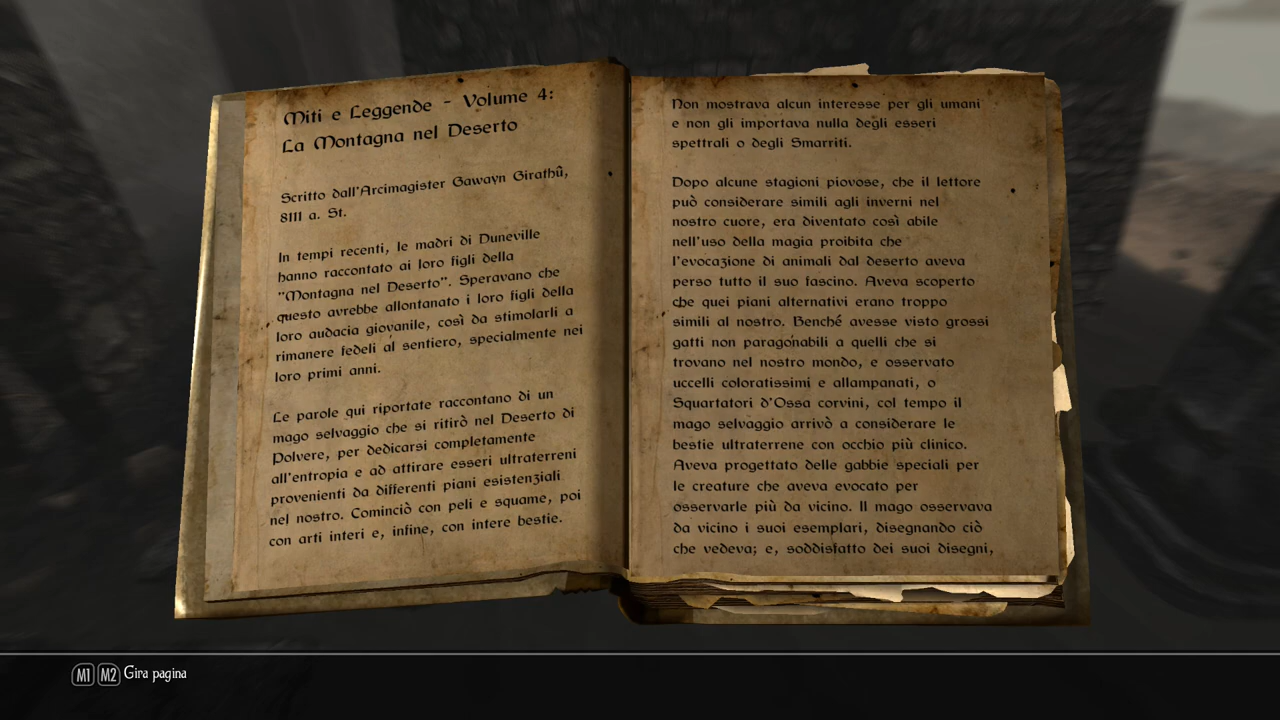 Miti e Leggende - Volume 4:
La Montagna nel Deserto
Scritto dall'Arcimagister Gawayn Girathû,
8111 a. St.
In tempi recenti, le madri di Duneville
hanno raccontato ai loro figli della
"Montagna nel Deserto". Speravano che
questo avrebbe allontanato i loro figli della
loro audacia giovanile, così da stimolarli a
rimanere fedeli al sentiero, specialmente nei
loro primi anni.
Le parole qui riportate raccontano di un
mago selvaggio che si ritirò nel Deserto di
Polvere, per dedicarsi completamente
all'entropia e ad attirare esseri ultraterreni
provenienti da differenti piani esistenziali
nel nostro. Cominciò con peli e squame, poi
con arti interi e, infine, con intere bestie.
Non mostrava alcun interesse per gli umani
e non gli importava nulla degli esseri
spettrali o degli Smarriti.
Dopo alcune stagioni piovose, che il lettore
può considerare simili agli inverni nel
nostro cuore, era diventato così abile
nell'uso della magia proibita che
l'evocazione di animali dal deserto aveva
perso tutto il suo fascino. Aveva scoperto
che quei piani alternativi erano troppo
simili al nostro. Benché avesse visto grossi
gatti non paragonabili a quelli che si
trovano nel nostro mondo, e osservato
uccelli coloratissimi e allampanati, o
Squartatori d'Ossa corvini, col tempo il
mago selvaggio arrivò a considerare le
bestie ultraterrene con occhio più clinico.
Aveva progettato delle gabbie speciali per
le creature che aveva evocato per
osservarle più da vicino. Il mago osservava
da vicino i suoi esemplari, disegnando ciò
che vedeva; e, soddisfatto dei suoi disegni,
M1 M2 Gira pagina